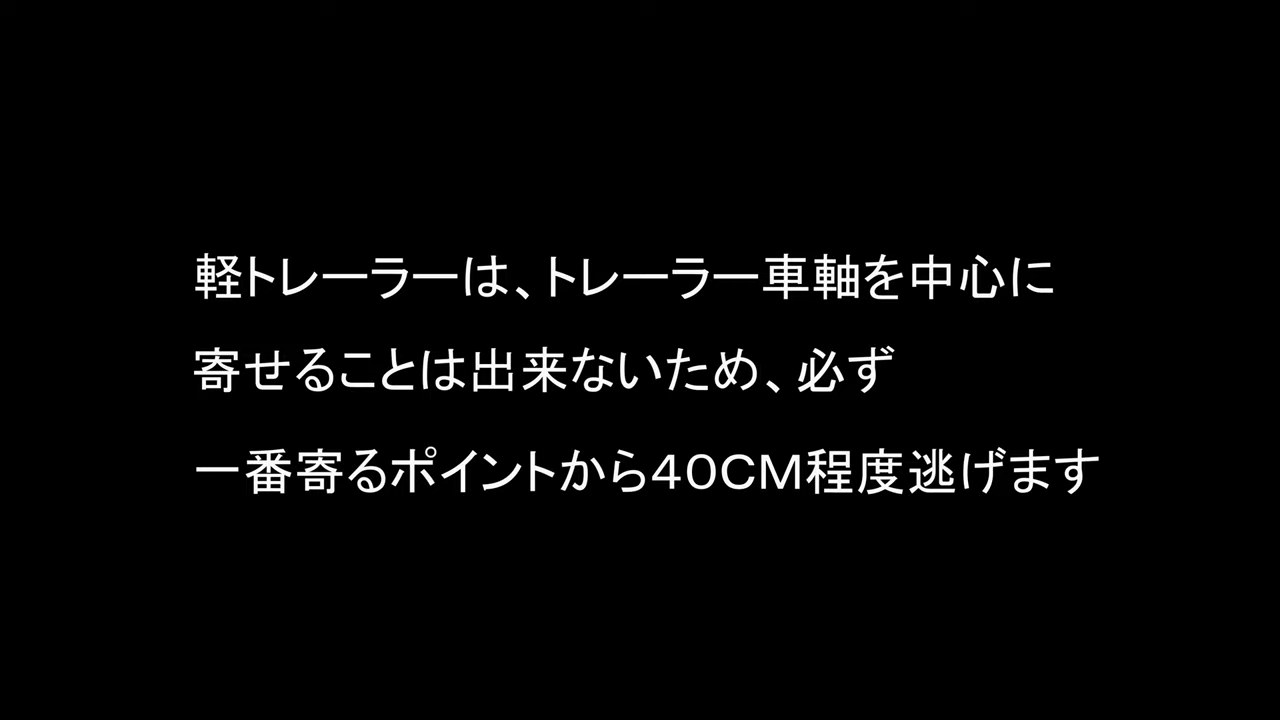 軽トレーラーは、トレーラー車軸を中心に
寄せることは出来ないため、必ず
一番寄るポイントから40CM程度逃げます